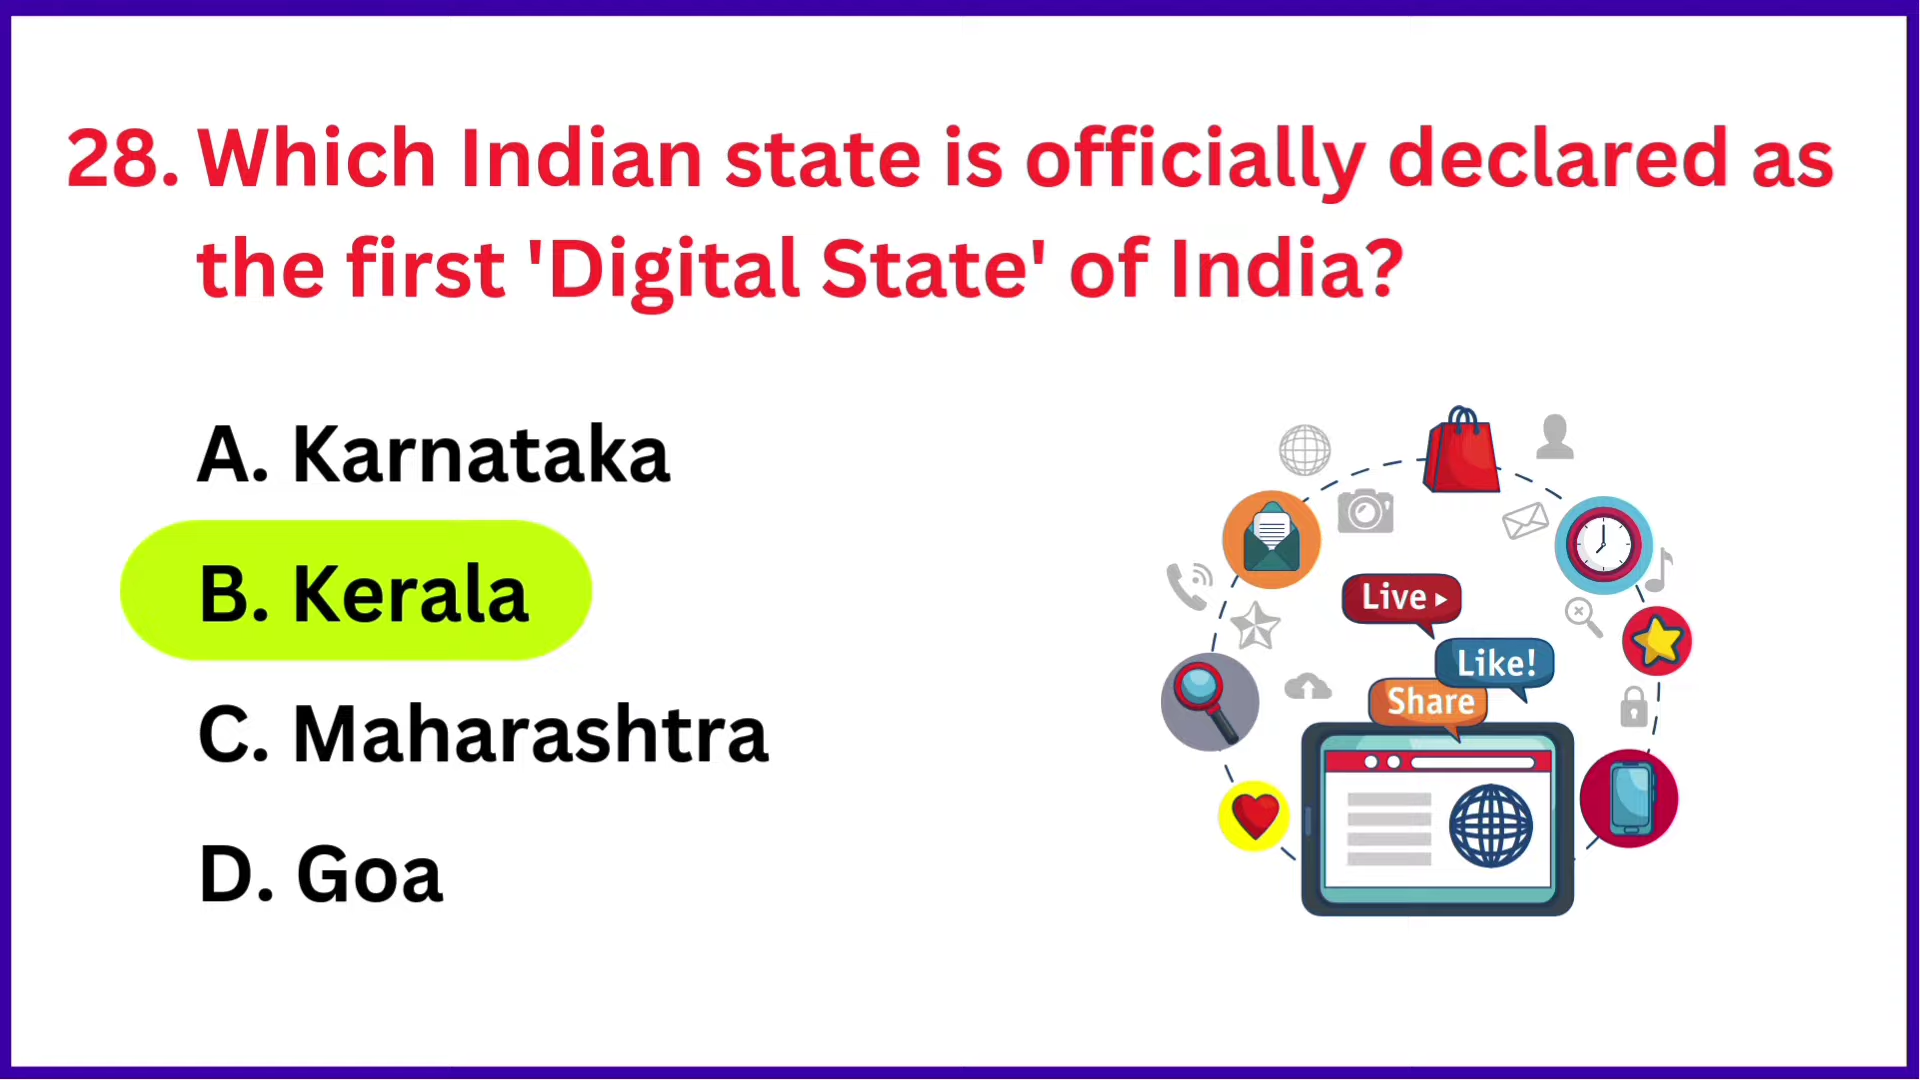 28. Which Indian state is officially declared as
the first 'Digital State' of India?
A. Karnataka
B. Kerala
C. Maharashtra
D. Goa
Live
Like!
Share